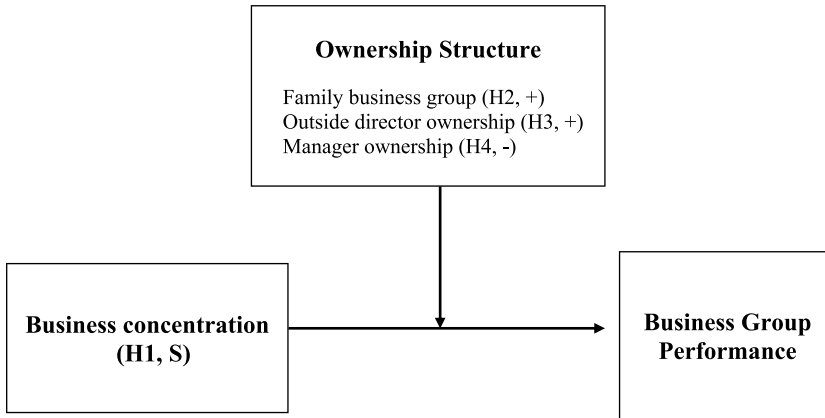 Ownership Structure
Family business group (H2, +)
Outside director ownership (H3, +)
Manager ownership (H4, -)
Business concentration
(H1, S)
Business Group
Performance